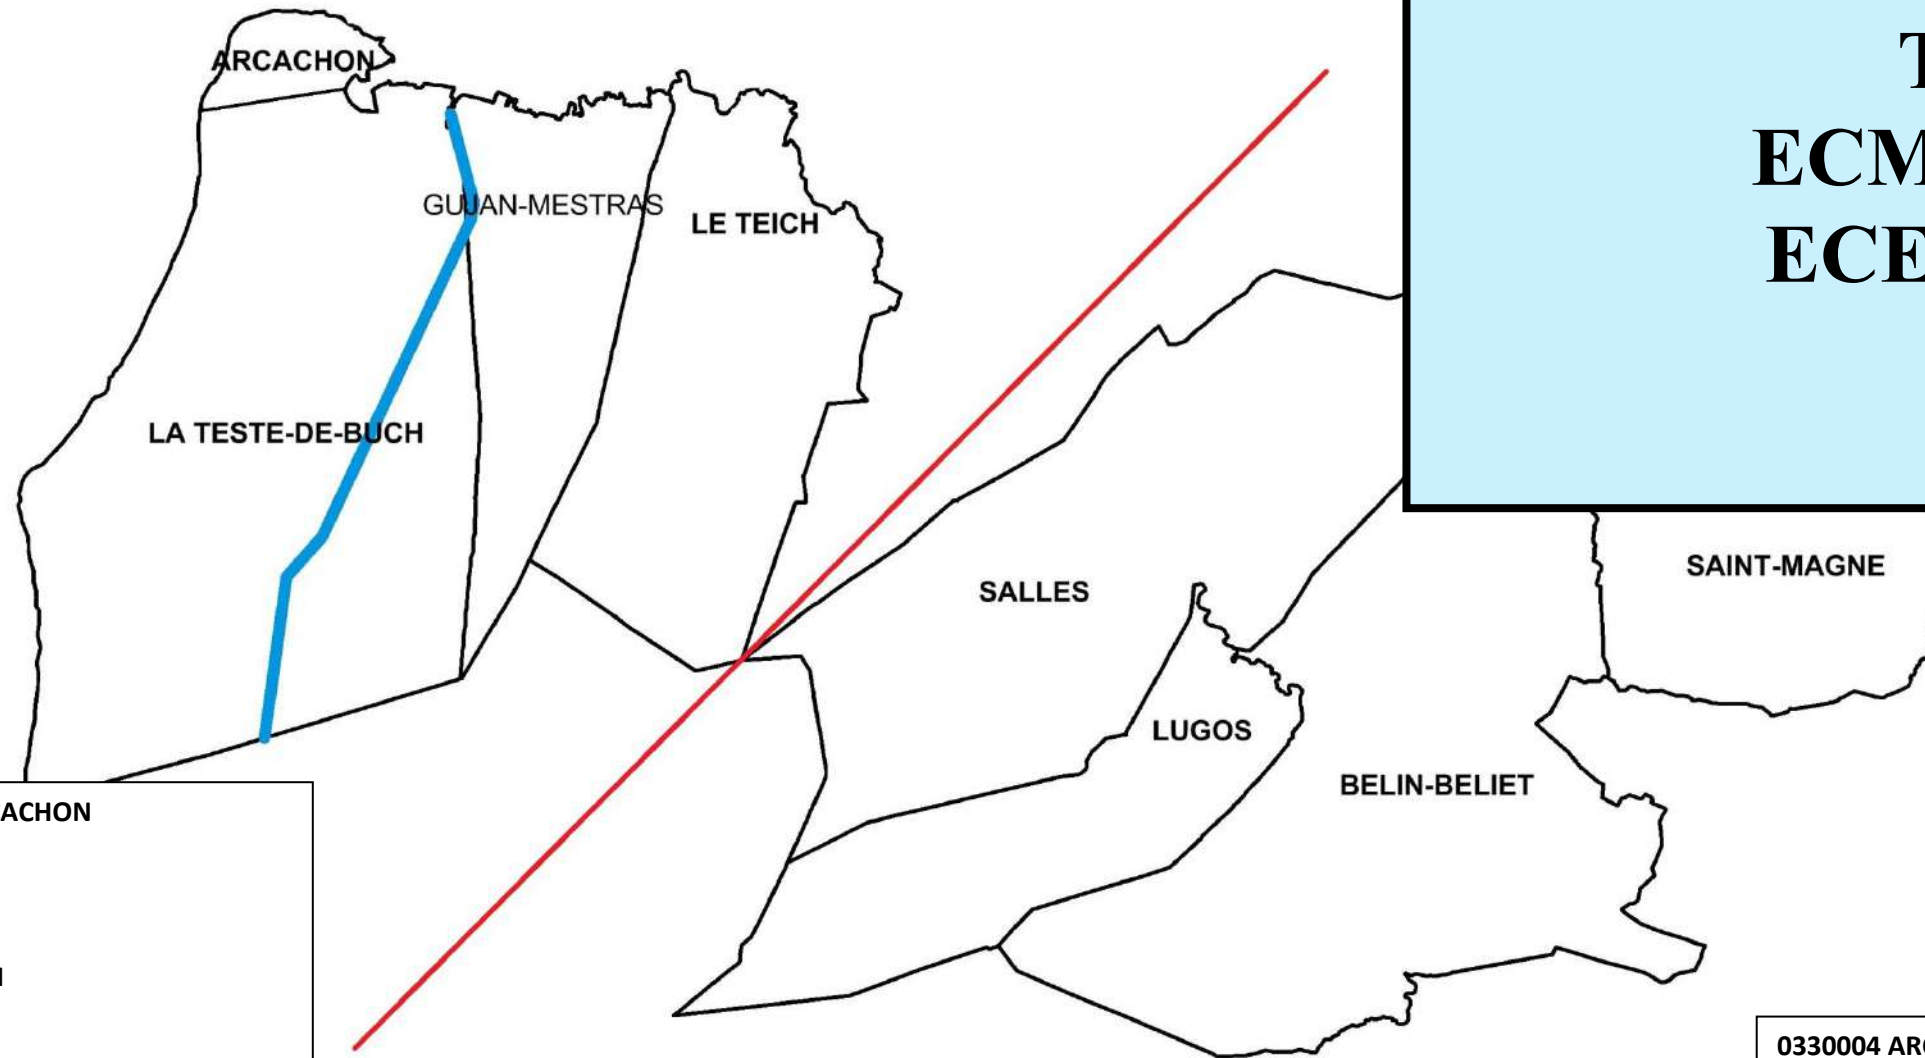 ARCACHON
T
ECM
ECE
GUJAN-MESTRAS
LE TEICH
LA TESTE-DE-BUCH
SALLES
SAINT-MAGNE
LUGOS
BELIN-BELIET
ACHON
0330004 ARC